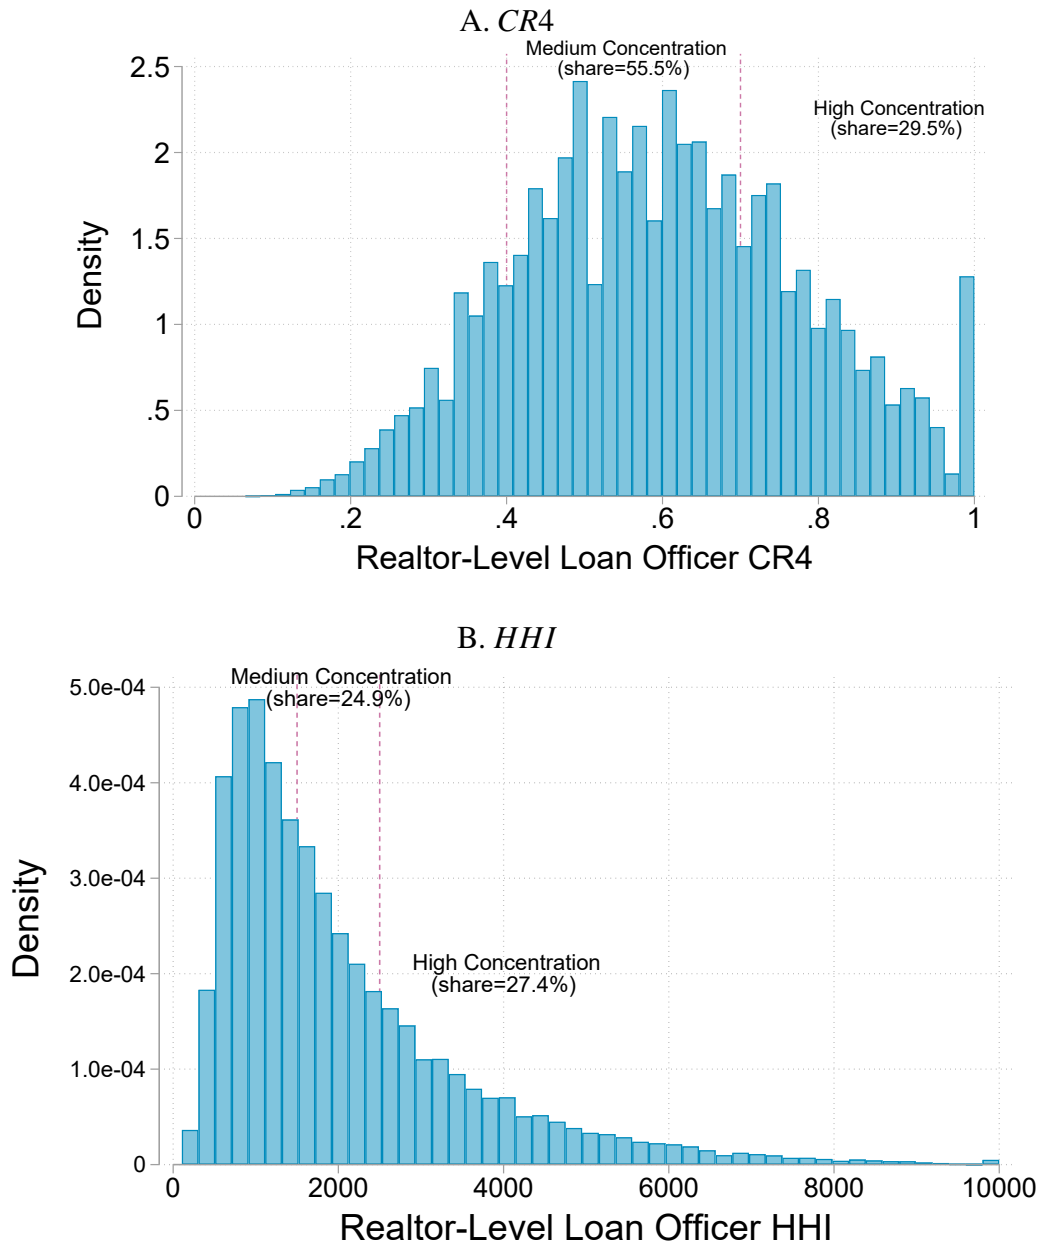 A. CR4
Medium Concentration
(share=55.5%)
High Concentration
(share=29.5%)
2.5
2
1.5
1
.5
0
Density
0 .2 .4 .6 .8 1
Realtor-Level Loan Officer CR4
B. HHI
Medium Concentration
(share=24.9%)
High Concentration
(share=27.4%)
5.0e-04
4.0e-04
3.0e-04
2.0e-04
1.0e-04
0
Density
0 2000 4000 6000 8000 10000
Realtor-Level Loan Officer HHI